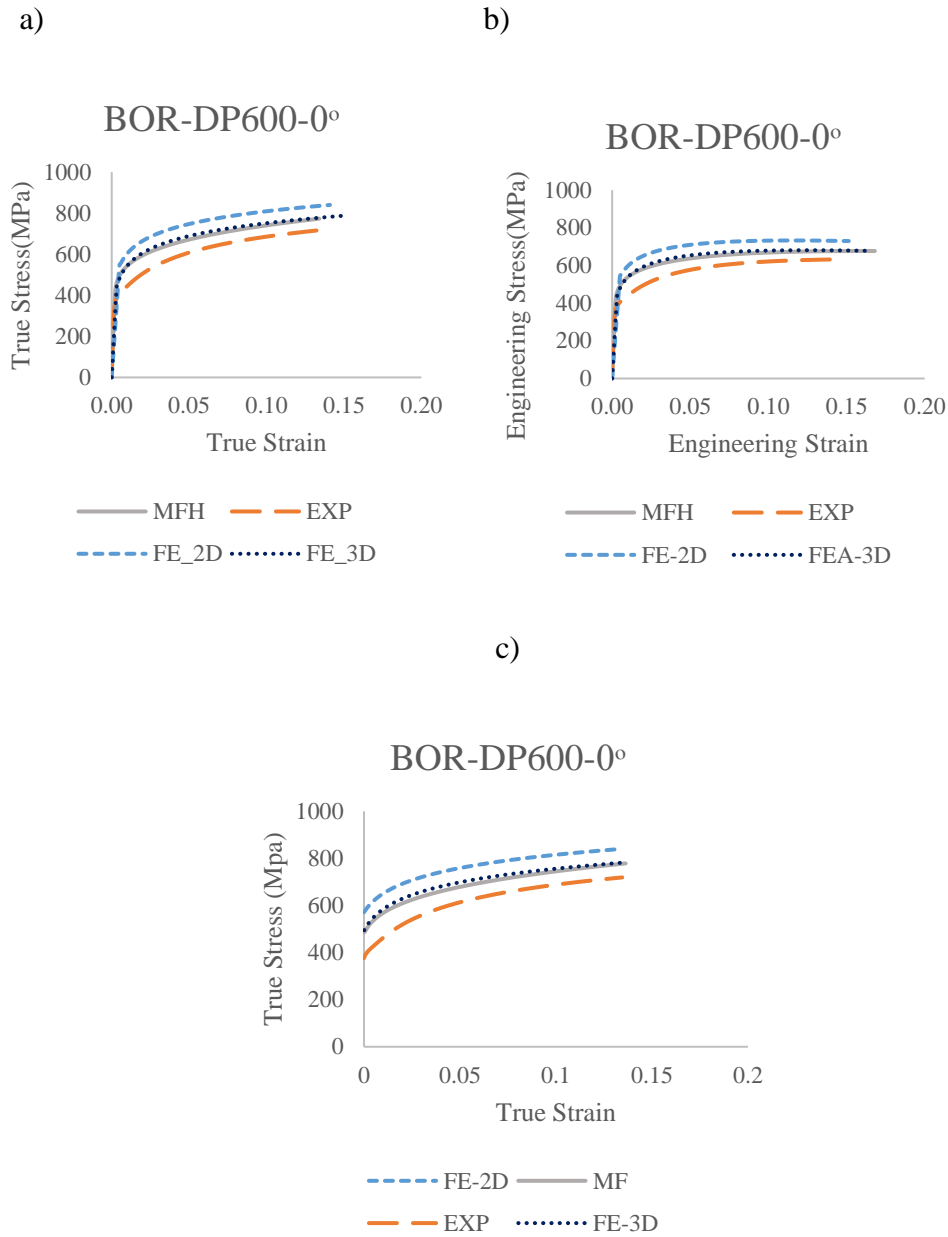 a)
b)
BOR-DP600-0º
True Stress(MPa)
1000
800
600
400
200
0
0.00 0.05 0.10 0.15 0.20
True Strain
MFH EXP
FE_2D FE_3D
BOR-DP600-0º
Engineering Stress(MPa)
1000
800
600
400
200
0
0.00 0.05 0.10 0.15 0.20
Engineering Strain
MFH EXP
FE-2D FEA-3D
c)
BOR-DP600-0º
True Stress (Mpa)
1000
800
600
400
200
0
0 0.05 0.1 0.15 0.2
True Strain
FE-2D MF
EXP FE-3D